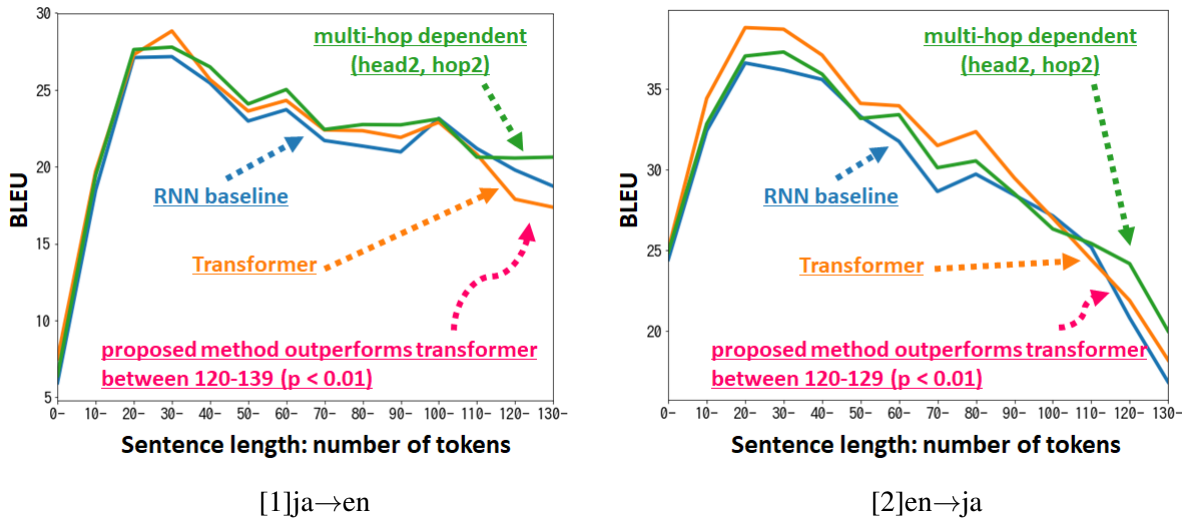 30
25
20
15
10
5
BLEU
multi-hop dependent
(head2, hop2)
RNN baseline
Transformer
proposed method outperforms transformer
between 120-139 (p < 0.01)
0- 10- 20- 30- 40- 50- 60- 70- 80- 90- 100- 110- 120- 130-
Sentence length: number of tokens
[1]ja→en
35
30
25
20
BLEU
multi-hop dependent
(head2, hop2)
RNN baseline
Transformer
proposed method outperforms transformer
between 120-129 (p < 0.01)
0- 10- 20- 30- 40- 50- 60- 70- 80- 90- 100- 110- 120- 130-
Sentence length: number of tokens
[2]en→ja